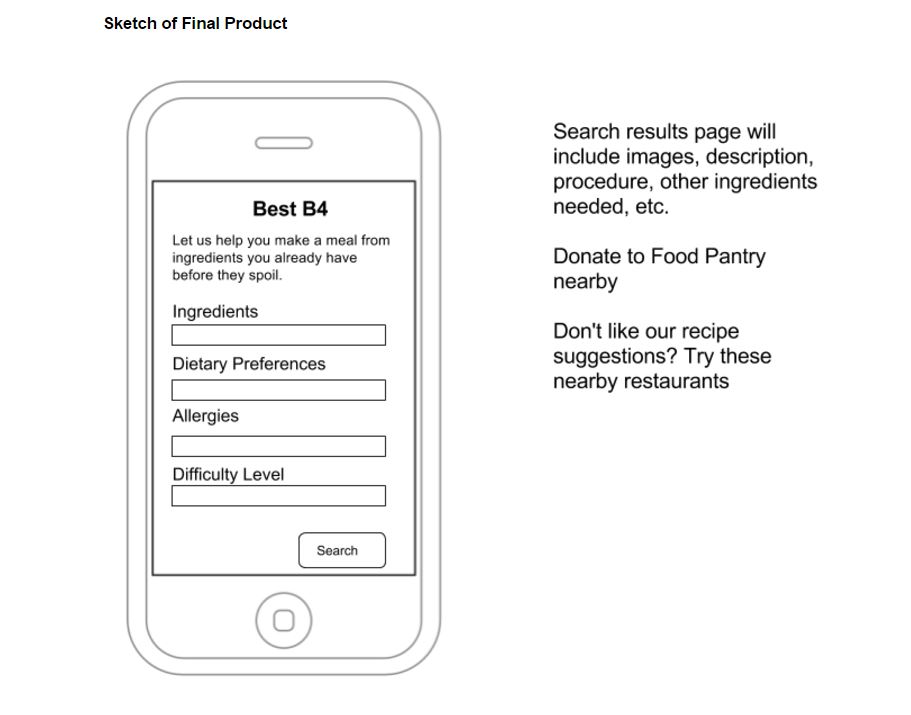 Sketch of Final Product
Best B4
Let us help you make a meal from
ingredients you already have
before they spoil.
Ingredients
Dietary Preferences
Allergies
Difficulty Level
Search
Search results page will
include images, description,
procedure, other ingredients
needed, etc.
Donate to Food Pantry
nearby
Don't like our recipe
suggestions? Try these
nearby restaurants